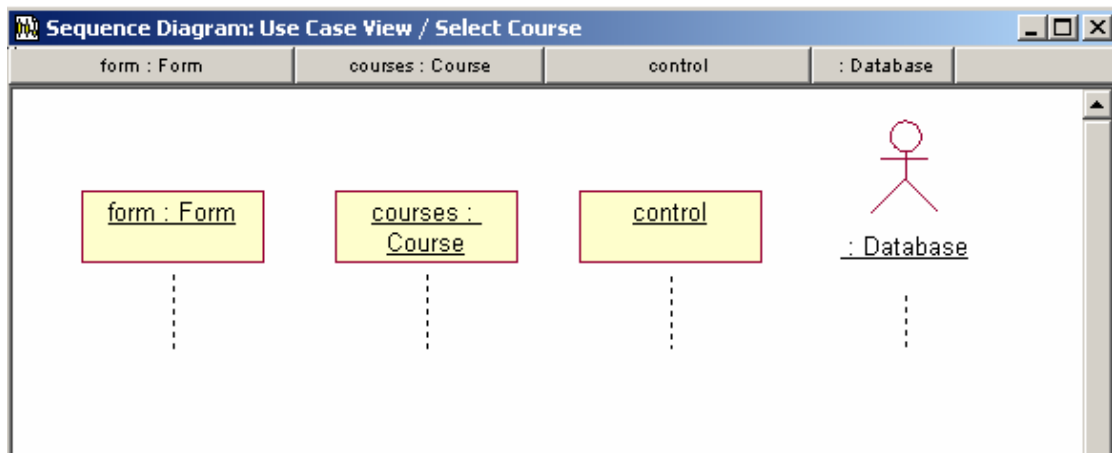 Sequence Diagram: Use Case View / Select Course
form : Form
courses : Course
control
: Database
form : Form
courses :
Course
control
: Database